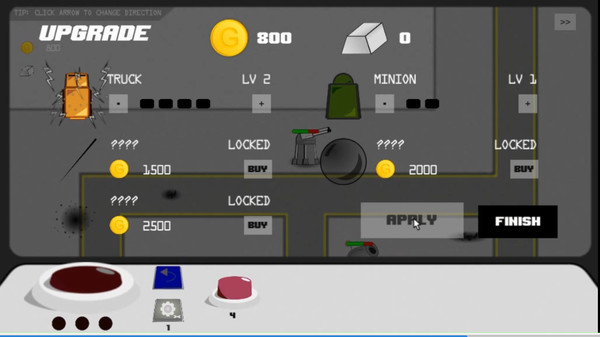 TIP: CLICK ARROW TO CHANGE DIRECTION
UPGRADE
G 800
0
>>
600
TRUCK LV 2
- +
MINION LV 1
- +
???? LOCKED
G 1500 BUY
???? LOCKED
G 2000 BUY
???? LOCKED
G 2500 BUY
APPLY
FINISH
1
4